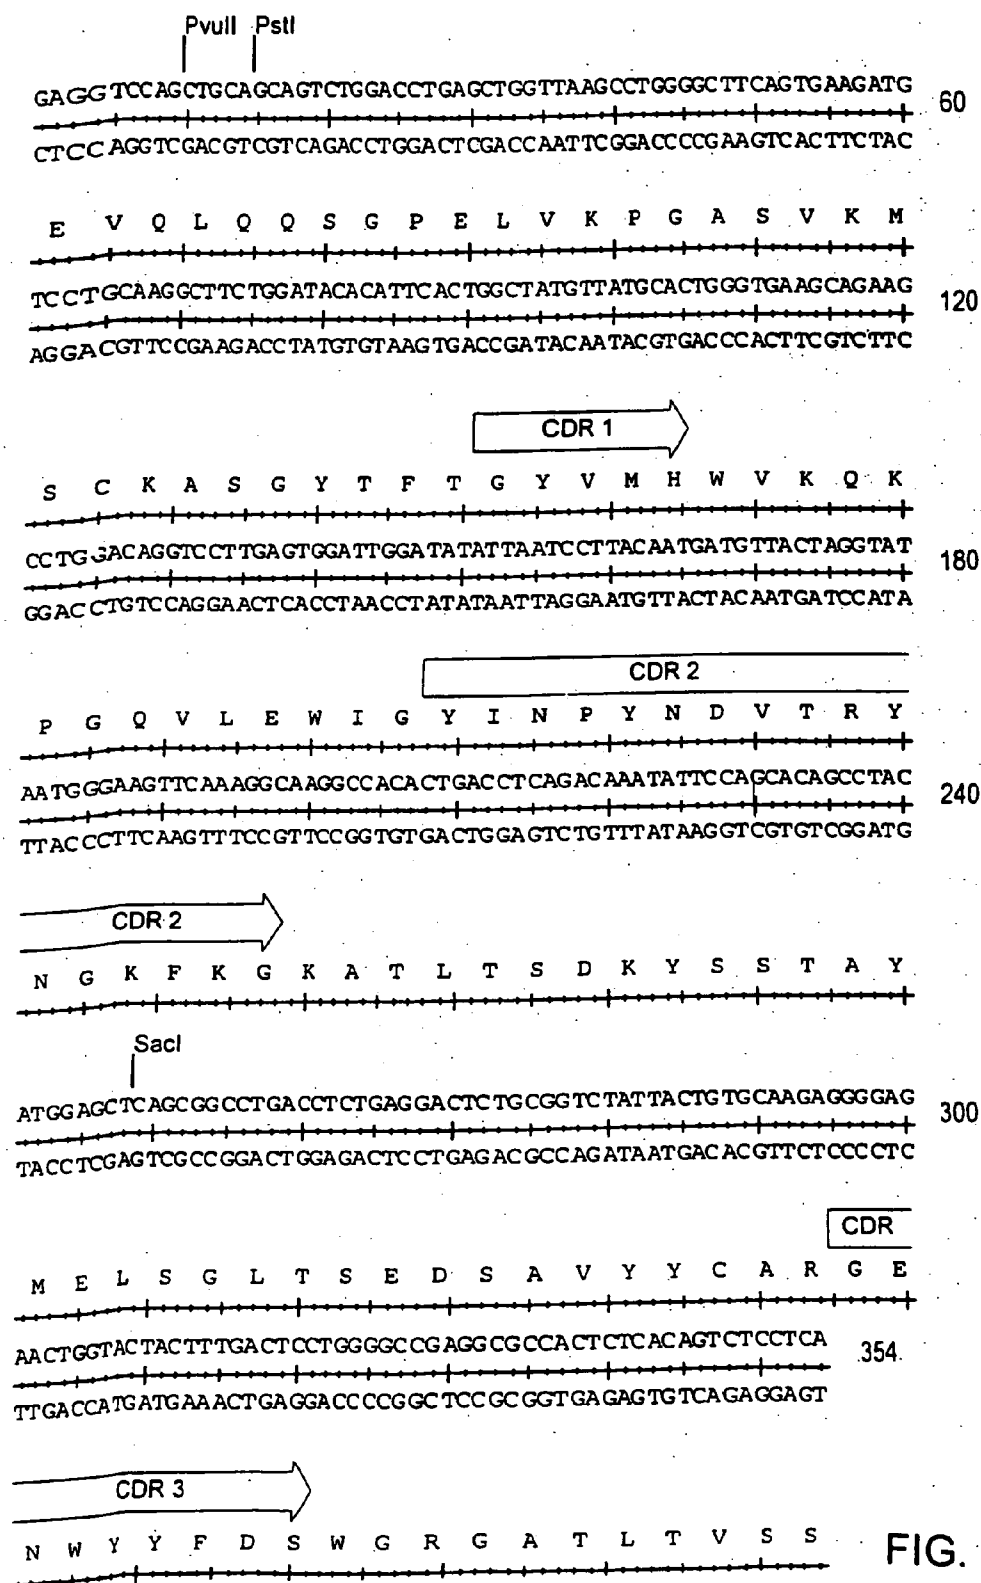 PvuII PstI
GAGGTCCAGCTGCAGCAGTCTGGACCTGAGCTGGTTAAGCCTGGGGCTTCAGTGAAGATG
60
CTCCAGGTCGACGTCGTCAGACCTGGACTCGACCAATTCGGACCCCGAAGTCACTTCTAC
E V Q L Q Q S G P E L V K P G A S V K M
TCCTGCAAGGCTTCTGGATACACATTCACTGGCTATGTTATGCACTGGGTGAAGCAGAAG
120
AGGACGTTCCGAAGACCTATGTGTAAGTGACCGATACAATACGTGACCCACTTCGTCTTC
CDR 1
S C K A S G Y T F T G Y V M H W V K Q K
CCTGGACAGGTCCTTGAGTGGATTGGATATATTAATCCTTACAATGATGTTACTAGGTAT
180
GGACCTGTCCAGGAACTCACCTAACCTATATAATTAGGAATGTTACTACAATGATCCATA
CDR 2
P G Q V L E W I G Y I N P Y N D V T R Y
AATGGGAAGTTCAAAGGCAAGGCCACACTGACCTCAGACAAATATTCCAGCACAGCCTAC
240
TTACCCTTCAAGTTTCCGTTCCGGTGTGACTGGAGTCTGTTTATAAGGTCGTGTCGGATG
CDR 2
N G K F K G K A T L T S D K Y S S T A Y
SacI
ATGGAGCTCAGCGGCCTGACCTCTGAGGACTCTGCGGTCTATTACTGTGCAAGAGGGGAG
300
TACCTCGAGTCGCCGGACTGGAGACTCCTGAGACGCCAGATAATGACACGTTCTCCCCTC
CDR
M E L S G L T S E D S A V Y Y C A R G E
AACTGGTACTACTTTGACTCCTGGGGCCGAGGCGCCACTCTCACAGTCTCCTCA
354
TTGACCATGATGAAACTGAGGACCCCGGCTCCGCGGTGAGAGTGTCAGAGGAGT
CDR 3
N W Y Y F D S W G R G A T L T V S S
FIG.